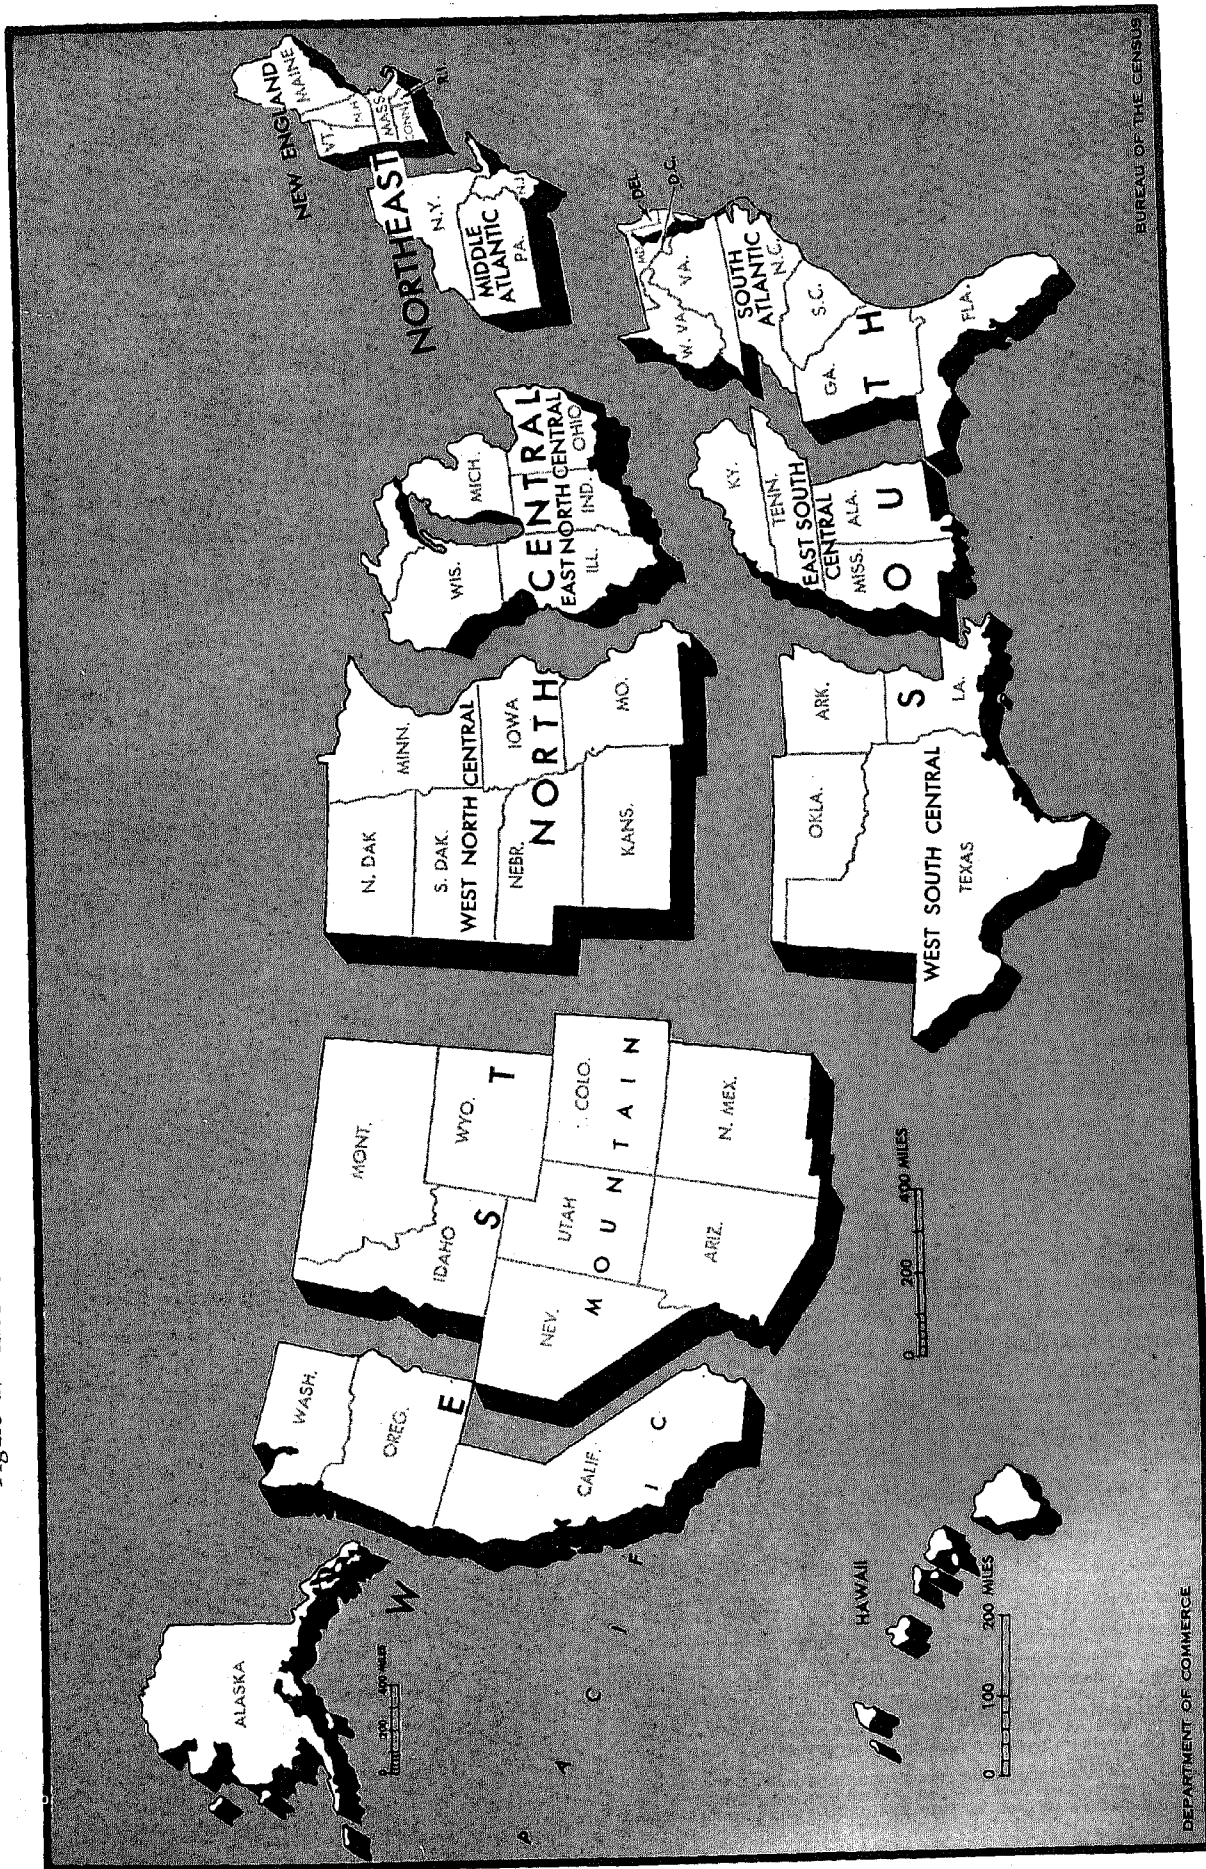 ALASKA
0 200 400 MILES
W E S T
PACIFIC
WASH.
OREG.
CALIF.
MOUNTAIN
MONT.
IDAHO
WYO.
NEV.
UTAH
COLO.
ARIZ.
N. MEX.
0 200 400 MILES
HAWAII
0 100 200 MILES
NORTH CENTRAL
WEST NORTH CENTRAL
N. DAK
MINN.
S. DAK.
NEBR.
IOWA
KANS.
MO.
EAST NORTH CENTRAL
WIS.
MICH.
ILL.
IND.
OHIO
NORTHEAST
NEW ENGLAND
MAINE
VT.
N.H.
MASS.
CONN.
R.I.
MIDDLE
ATLANTIC
N.Y.
PA.
N.J.
SOUTH
WEST SOUTH CENTRAL
OKLA.
ARK.
TEXAS
LA.
EAST SOUTH
CENTRAL
KY.
TENN.
MISS.
ALA.
SOUTH
ATLANTIC
DEL.
MD.
D.C.
W. VA.
VA.
N.C.
S.C.
GA.
FLA.
DEPARTMENT OF COMMERCE
BUREAU OF THE CENSUS